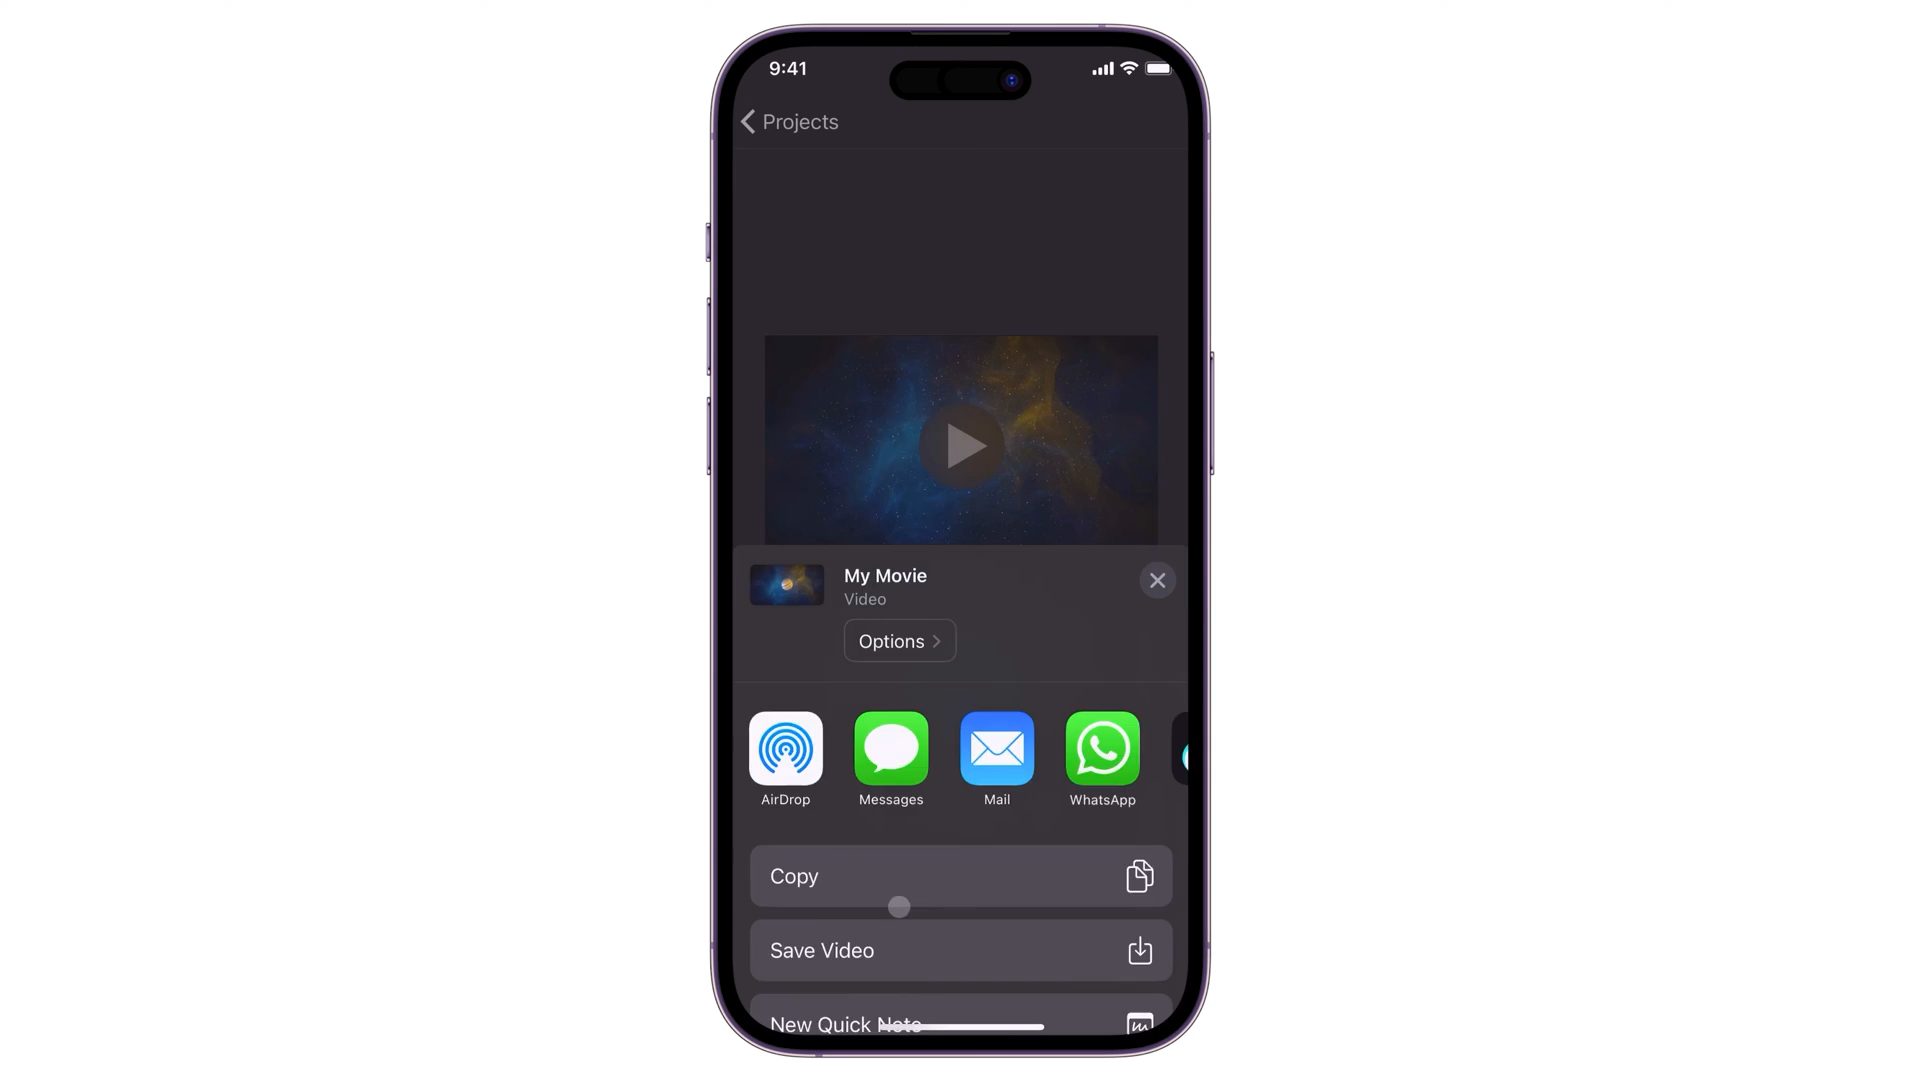 9:41
Projects
My Movie
Video
Options
AirDrop
Messages
Mail
WhatsApp
Copy
Save Video
New Quick Note